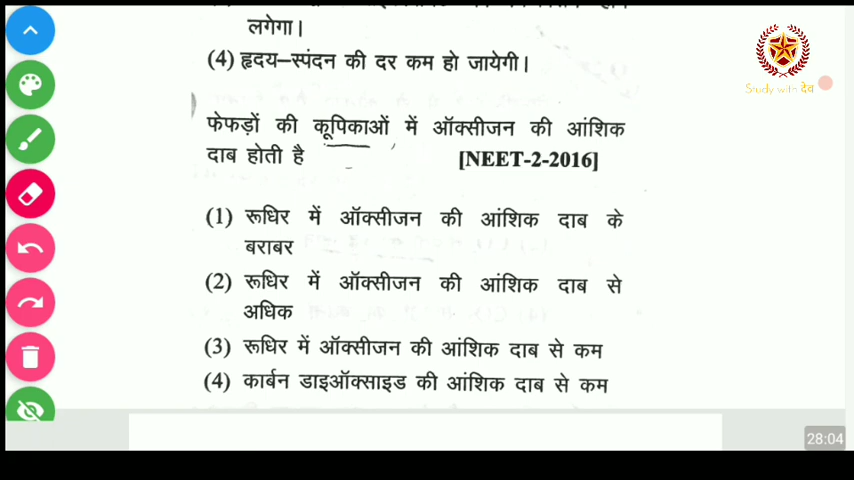 लगेगा।
(4) हृदय–स्पंदन की दर कम हो जायेगी।
Study with देव
फेफड़ों की कूपिकाओं में ऑक्सीजन की आंशिक
दाब होती है [NEET-2-2016]
(1) रूधिर में ऑक्सीजन की आंशिक दाब के
बराबर
(2) रूधिर में ऑक्सीजन की आंशिक दाब से
अधिक
(3) रूधिर में ऑक्सीजन की आंशिक दाब से कम
(4) कार्बन डाइऑक्साइड की आंशिक दाब से कम
28:04